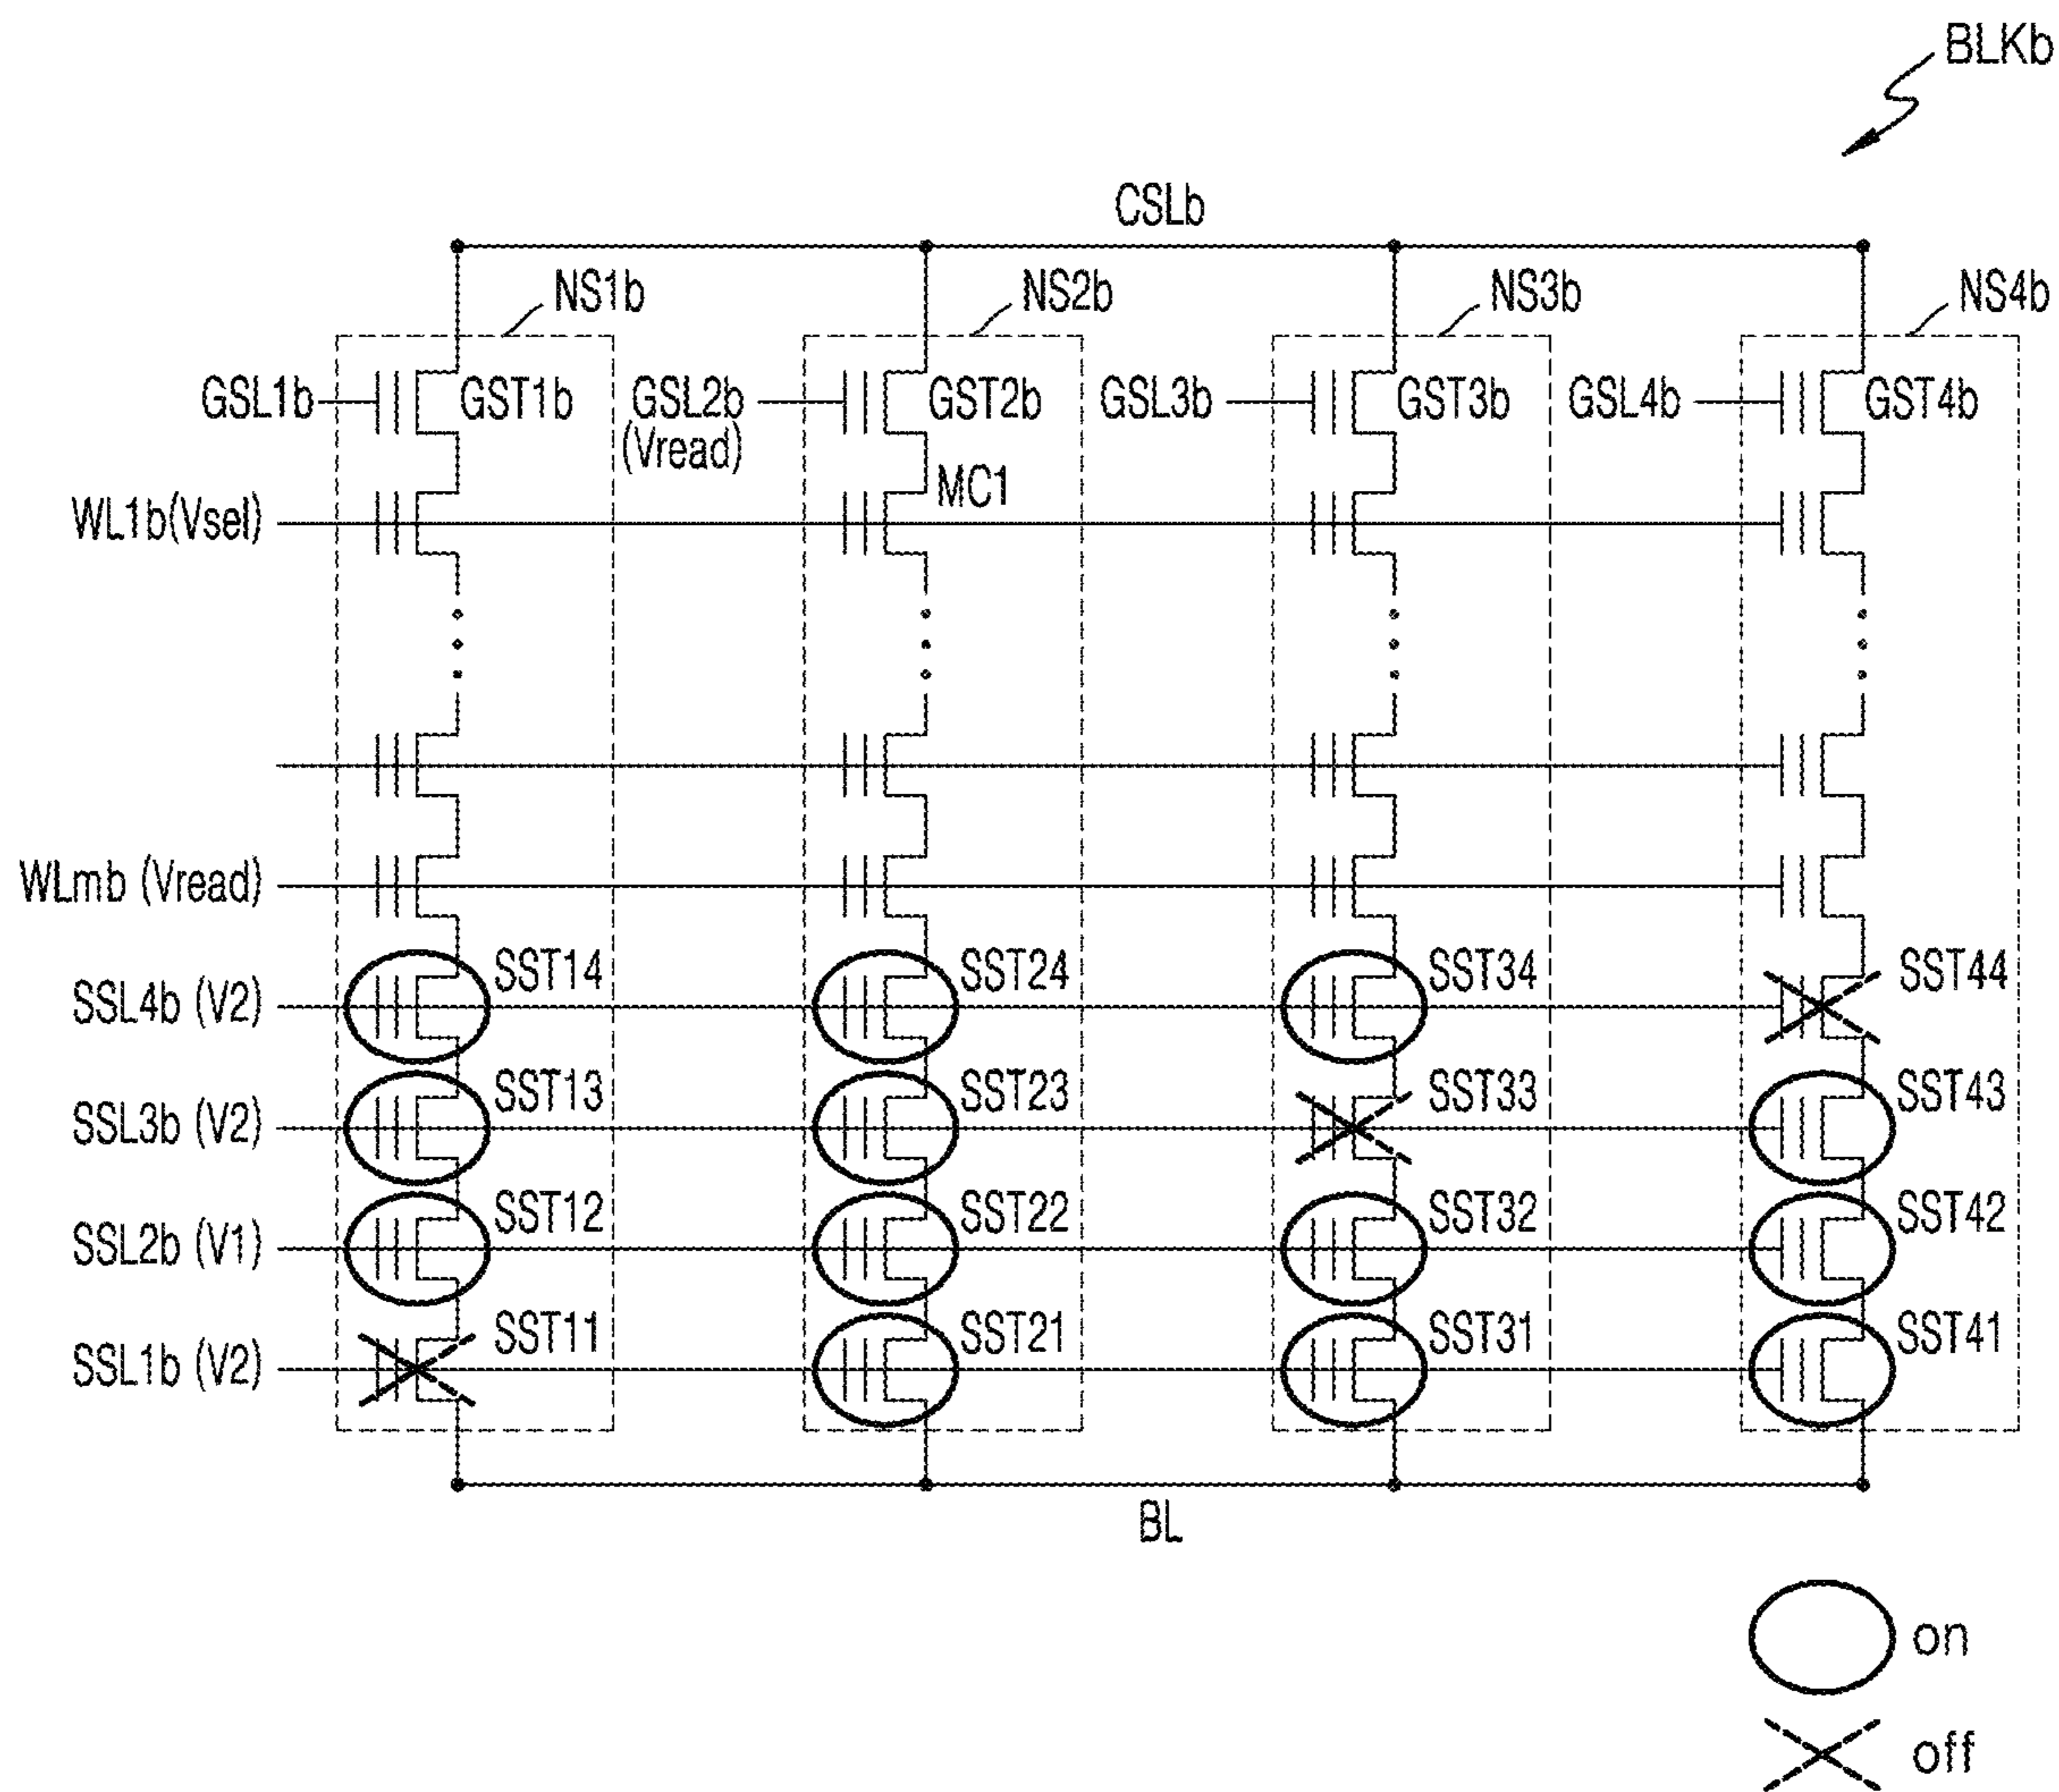 BLKb
CSLb
NS1b NS2b NS3b NS4b
GSL1b GST1b GSL2b GST2b GSL3b GST3b GSL4b GST4b
(Vread)
MC1
WL1b(Vsel)
WLmb (Vread)
SSL4b (V2) SST14 SST24 SST34 SST44
SSL3b (V2) SST13 SST23 SST33 SST43
SSL2b (V1) SST12 SST22 SST32 SST42
SSL1b (V2) SST11 SST21 SST31 SST41
BL
on
off